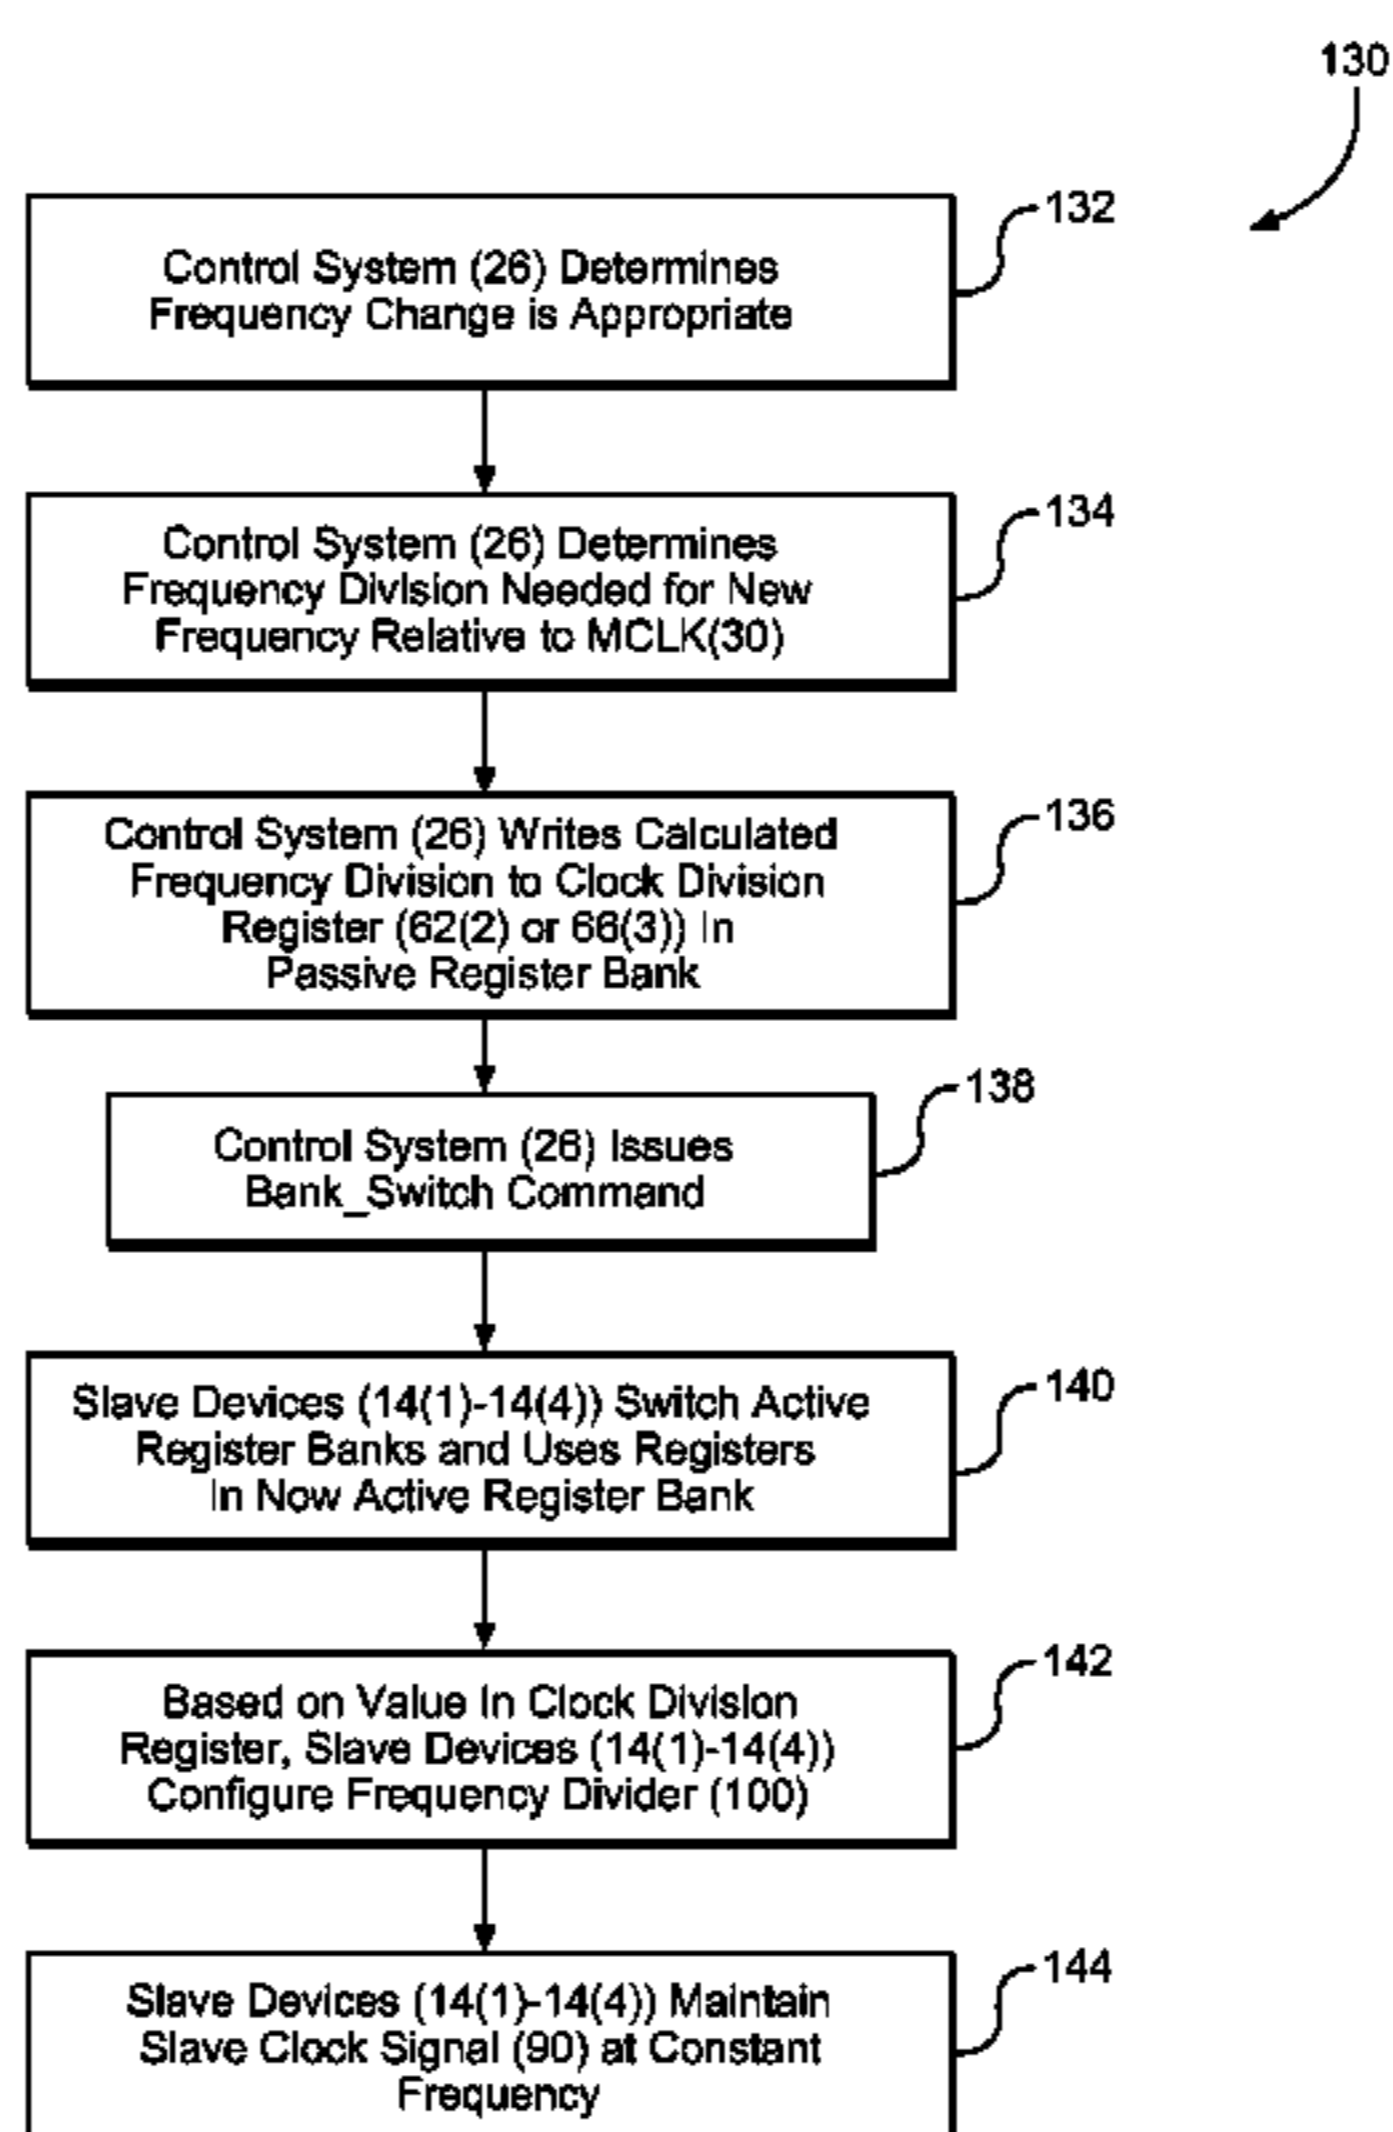 130
132
Control System (26) Determines
Frequency Change is Appropriate
134
Control System (26) Determines
Frequency Division Needed for New
Frequency Relative to MCLK(30)
136
Control System (26) Writes Calculated
Frequency Division to Clock Division
Register (62(2) or 66(3)) In
Passive Register Bank
138
Control System (26) Issues
Bank_Switch Command
140
Slave Devices (14(1)-14(4)) Switch Active
Register Banks and Uses Registers
In Now Active Register Bank
142
Based on Value In Clock Division
Register, Slave Devices (14(1)-14(4))
Configure Frequency Divider (100)
144
Slave Devices (14(1)-14(4)) Maintain
Slave Clock Signal (90) at Constant
Frequency